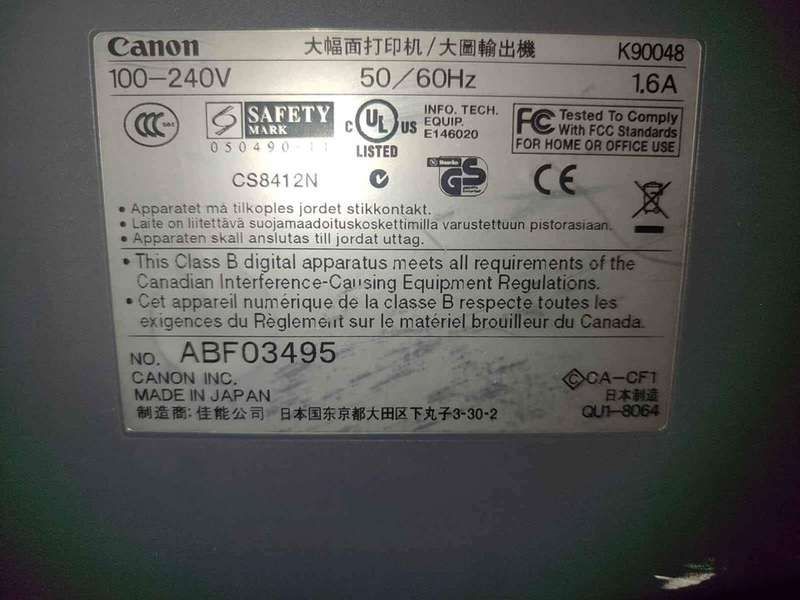 Canon 大幅面打印机/大圖輸出機 K90048
100-240V 50/60Hz 1.6A
CCC S&E SAFETY MARK 050490-11 C UL US LISTED INFO. TECH. EQUIP. E146020 FC Tested To Comply With FCC Standards FOR HOME OR OFFICE USE
CS8412N GS CE
• Apparatet må tilkoples jordet stikkontakt.
• Laite on liitettävä suojamaadoituskoskettimilla varustettuun pistorasiaan.
• Apparaten skall anslutas till jordat uttag.
• This Class B digital apparatus meets all requirements of the
Canadian Interference-Causing Equipment Regulations.
• Cet appareil numérique de la classe B respecte toutes les
exigences du Règlement sur le matériel brouilleur du Canada.
NO. ABF03495
CANON INC. CA-CF1
MADE IN JAPAN 日本製造
制造商:佳能公司 日本国东京都大田区下丸子3-30-2 QU1-8064